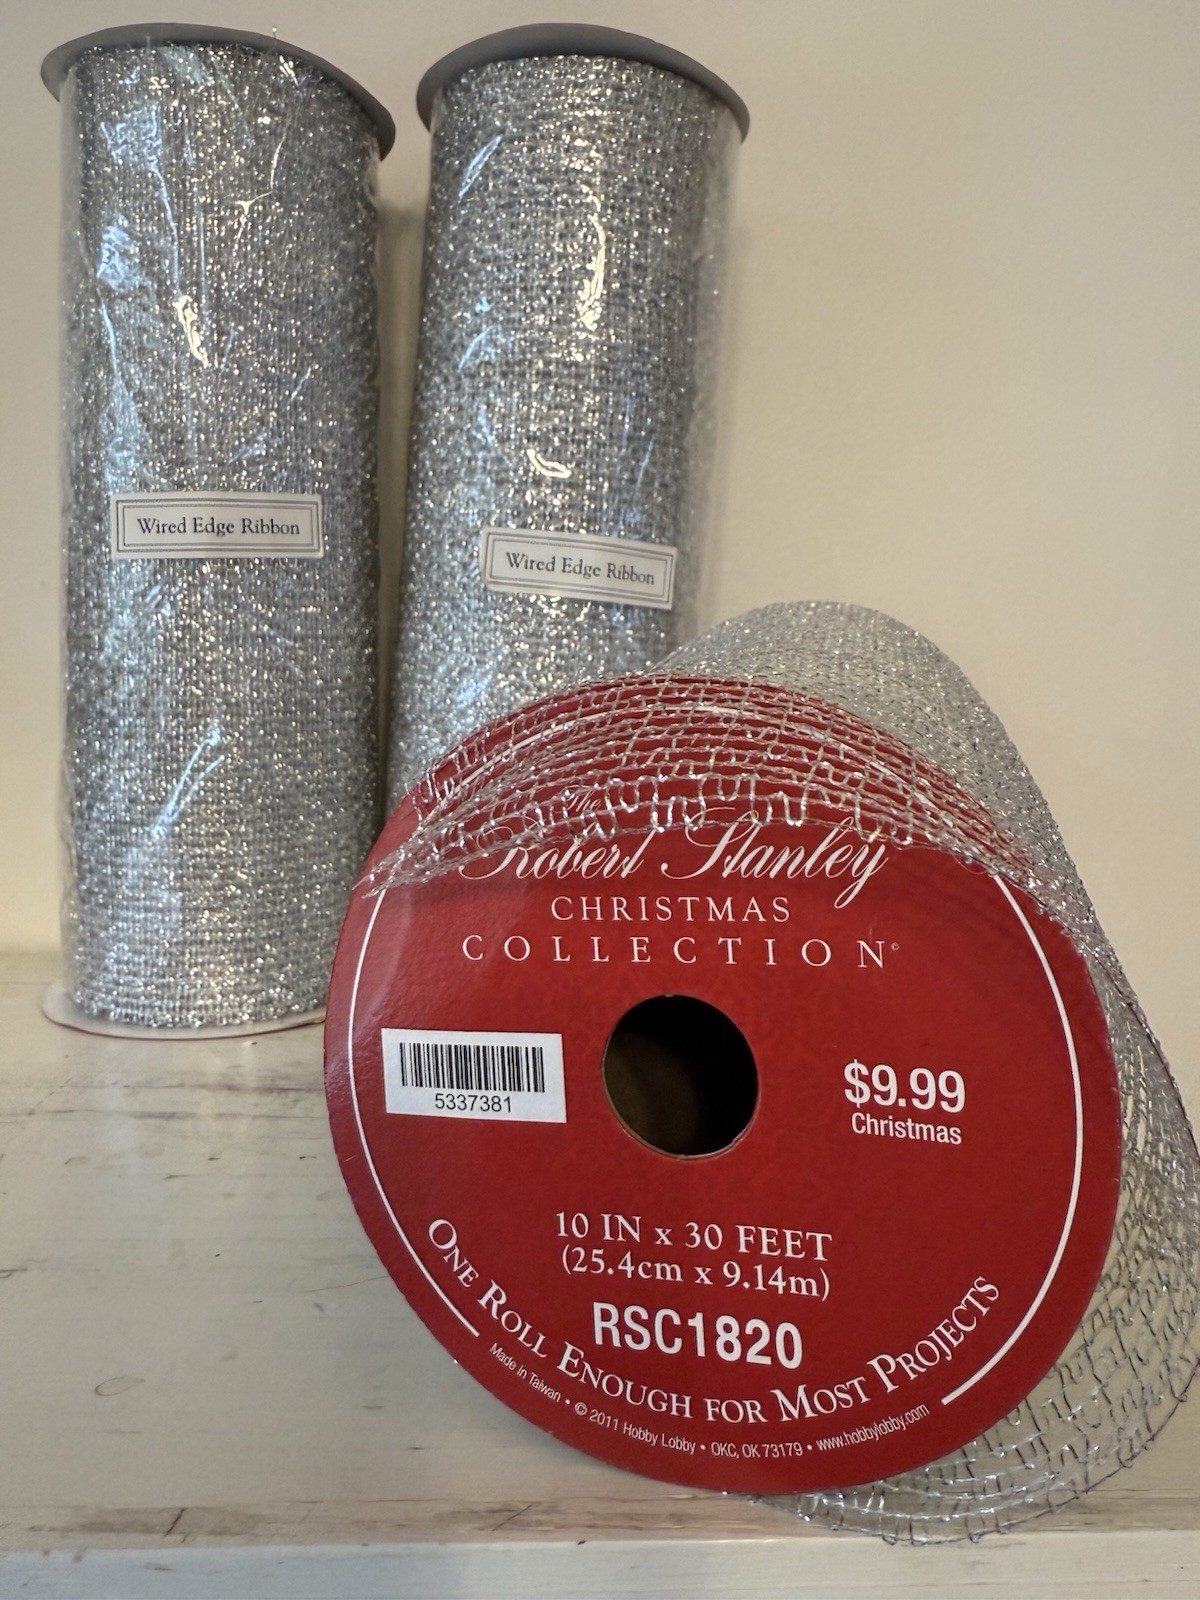 Wired Edge Ribbon
Wired Edge Ribbon
The
Robert Stanley
CHRISTMAS
COLLECTION©
5337381
$9.99
Christmas
10 IN x 30 FEET
(25.4cm x 9.14m)
RSC1820
ONE ROLL ENOUGH FOR MOST PROJECTS
Made in Taiwan • © 2011 Hobby Lobby • OKC, OK 73179 • www.hobbylobby.com